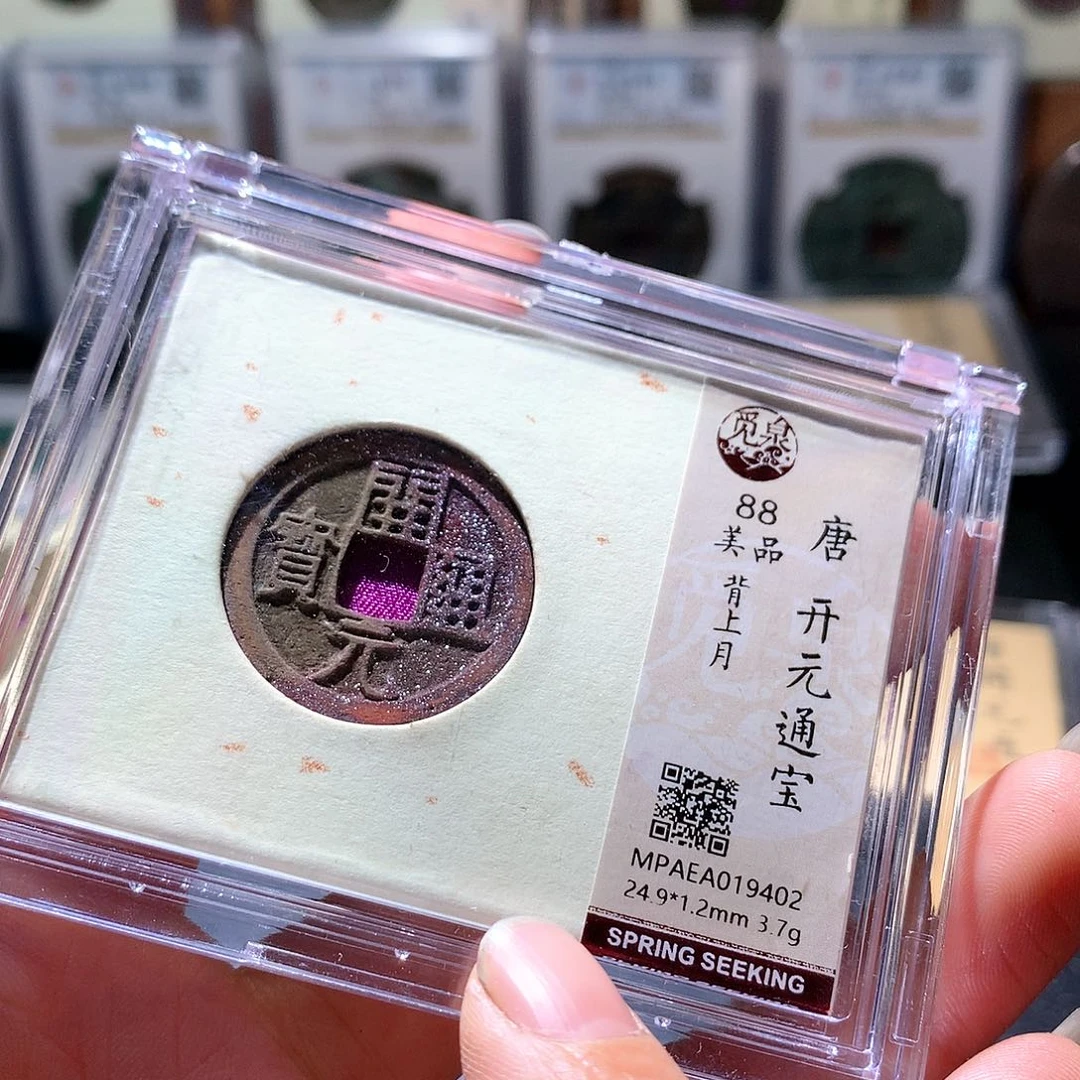 開元通寶
觅泉
88
美品
背上月
唐 开元通宝
MPAEA019402
24.9*1.2mm 3.7g
SPRING SEEKING